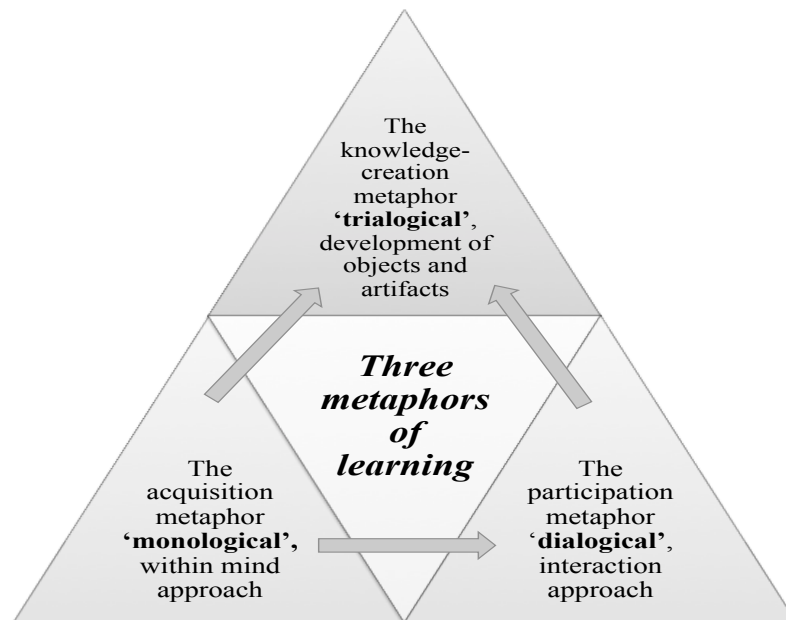 The
knowledge-
creation
metaphor
‘trialogical’,
development of
objects and
artifacts
Three
metaphors
of
learning
The
acquisition
metaphor
‘monological’,
within mind
approach
The
participation
metaphor
‘dialogical’,
interaction
approach